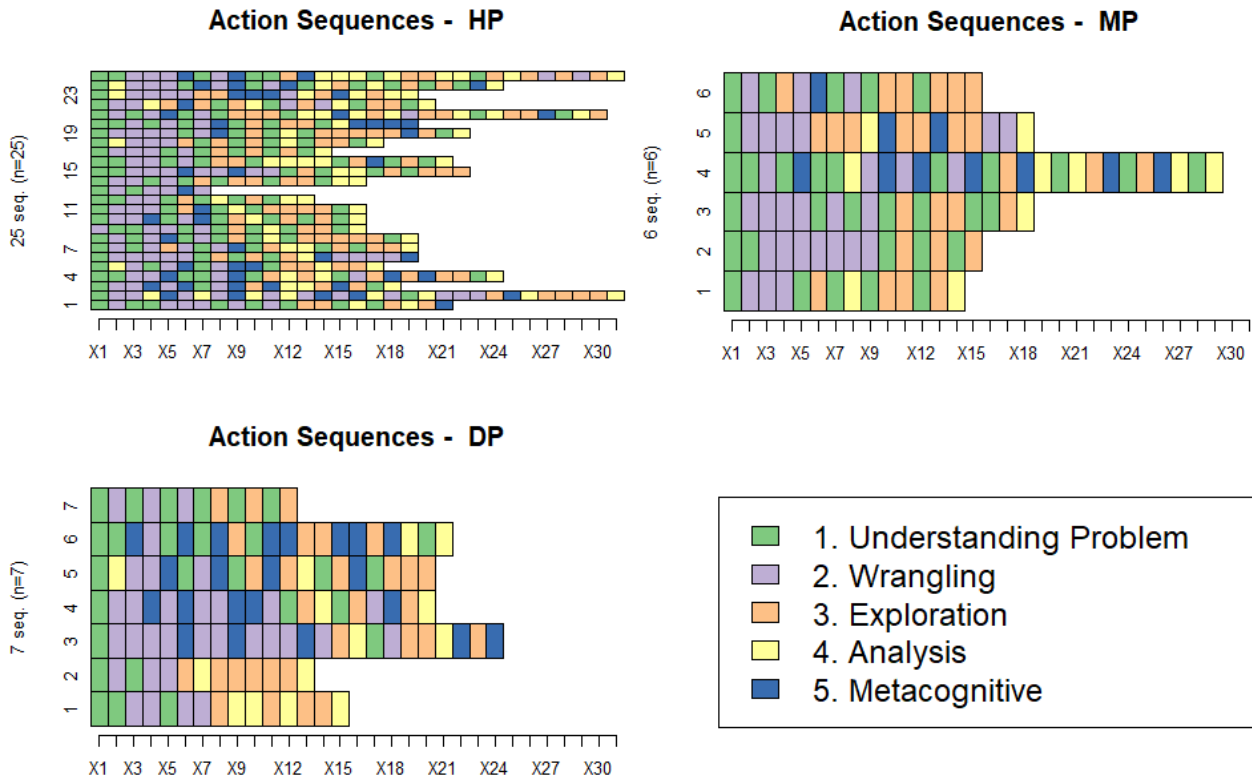 Action Sequences -  HP
25 seq. (n=25)
23
19
15
11
7
4
1
X1 X3 X5 X7 X9 X12 X15 X18 X21 X24 X27 X30
Action Sequences -  MP
6 seq. (n=6)
6
5
4
3
2
1
X1 X3 X5 X7 X9 X12 X15 X18 X21 X24 X27 X30
Action Sequences -  DP
7 seq. (n=7)
7
6
5
4
3
2
1
X1 X3 X5 X7 X9 X12 X15 X18 X21 X24 X27 X30
1. Understanding Problem
2. Wrangling
3. Exploration
4. Analysis
5. Metacognitive